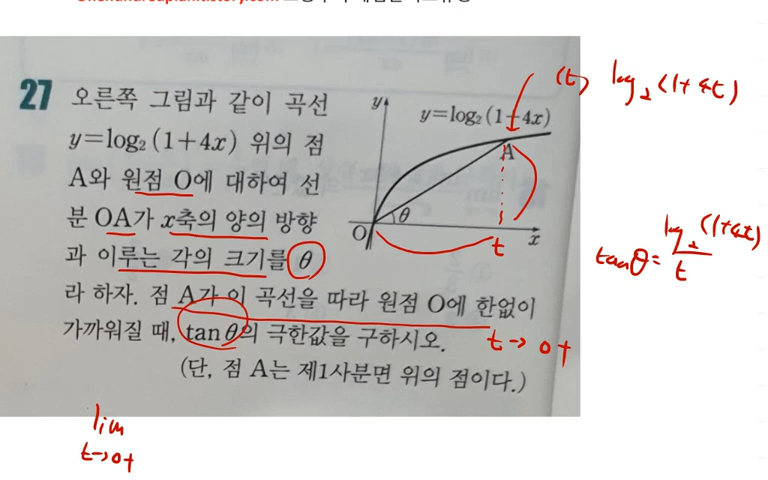 27 오른쪽 그림과 같이 곡선
y=log₂(1+4x) 위의 점
A와 원점 O에 대하여 선
분 OA가 x축의 양의 방향
과 이루는 각의 크기를 θ
라 하자. 점 A가 이 곡선을 따라 원점 O에 한없이
가까워질 때, tanθ의 극한값을 구하시오.
(단, 점 A는 제1사분면 위의 점이다.)
y
y=log₂(1+4x)
A
θ
O
t
x
(t) log₂(1+4t)
tanθ = log₂(1+4t) / t
t→0+
lim
t→0+